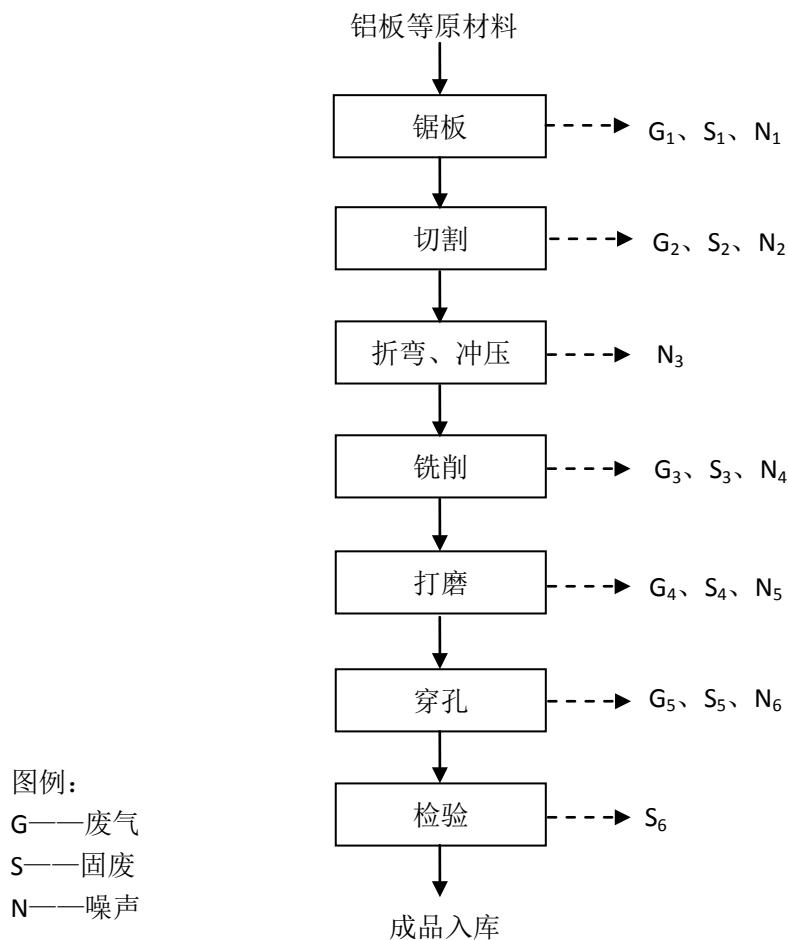 铝板等原材料
锯板
G₁、S₁、N₁
切割
G₂、S₂、N₂
折弯、冲压
N₃
铣削
G₃、S₃、N₄
打磨
G₄、S₄、N₅
穿孔
G₅、S₅、N₆
检验
S₆
成品入库
图例：
G——废气
S——固废
N——噪声